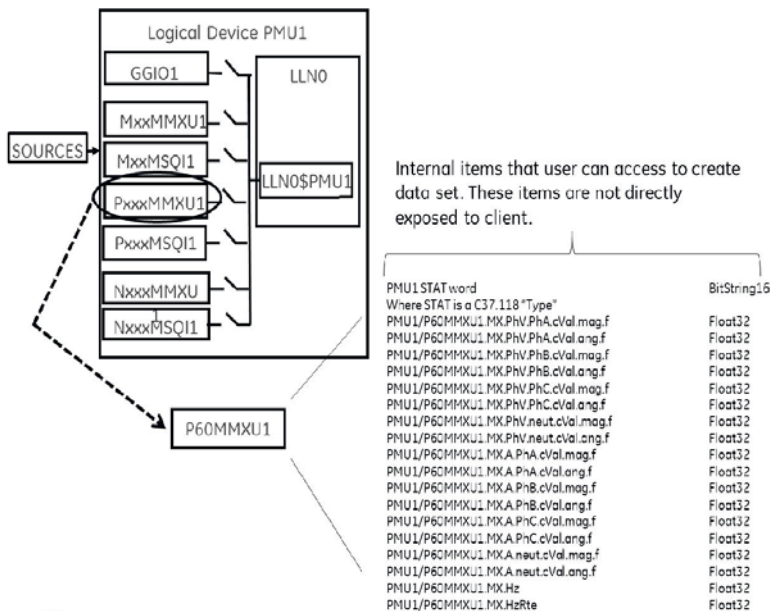 Logical Device PMU1
GGIO1
LLN0
MxxMMXU1
SOURCES
MxxMSQI1
LLN0$PMU1
PxxxMMXU1
PxxxMSQI1
NxxxMMXU
1
NxxxMSQI1
P60MMXU1
Internal items that user can access to create
data set. These items are not directly
exposed to client.
PMU1 STAT word BitString16
Where STAT is a C37.118 "Type"
PMU1/P60MMXU1.MX.PhV.PhA.cVal.mag.f Float32
PMU1/P60MMXU1.MX.PhV.PhA.cVal.ang.f Float32
PMU1/P60MMXU1.MX.PhV.PhB.cVal.mag.f Float32
PMU1/P60MMXU1.MX.PhV.PhB.cVal.ang.f Float32
PMU1/P60MMXU1.MX.PhV.PhC.cVal.mag.f Float32
PMU1/P60MMXU1.MX.PhV.PhC.cVal.ang.f Float32
PMU1/P60MMXU1.MX.PhV.neut.cVal.mag.f Float32
PMU1/P60MMXU1.MX.PhV.neut.cVal.ang.f Float32
PMU1/P60MMXU1.MX.A.PhA.cVal.mag.f Float32
PMU1/P60MMXU1.MX.A.PhA.cVal.ang.f Float32
PMU1/P60MMXU1.MX.A.PhB.cVal.mag.f Float32
PMU1/P60MMXU1.MX.A.PhB.cVal.ang.f Float32
PMU1/P60MMXU1.MX.A.PhC.cVal.mag.f Float32
PMU1/P60MMXU1.MX.A.PhC.cVal.ang.f Float32
PMU1/P60MMXU1.MX.A.neut.cVal.mag.f Float32
PMU1/P60MMXU1.MX.A.neut.cVal.ang.f Float32
PMU1/P60MMXU1.MX.Hz Float32
PMU1/P60MMXU1.MX.HzRte Float32